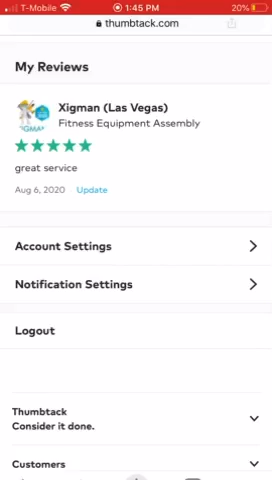 T-Mobile 1:45 PM 20%
thumbtack.com
My Reviews
XIGMAN
Xigman (Las Vegas)
Fitness Equipment Assembly
great service
Aug 6, 2020 Update
Account Settings
Notification Settings
Logout
Thumbtack
Consider it done.
Customers